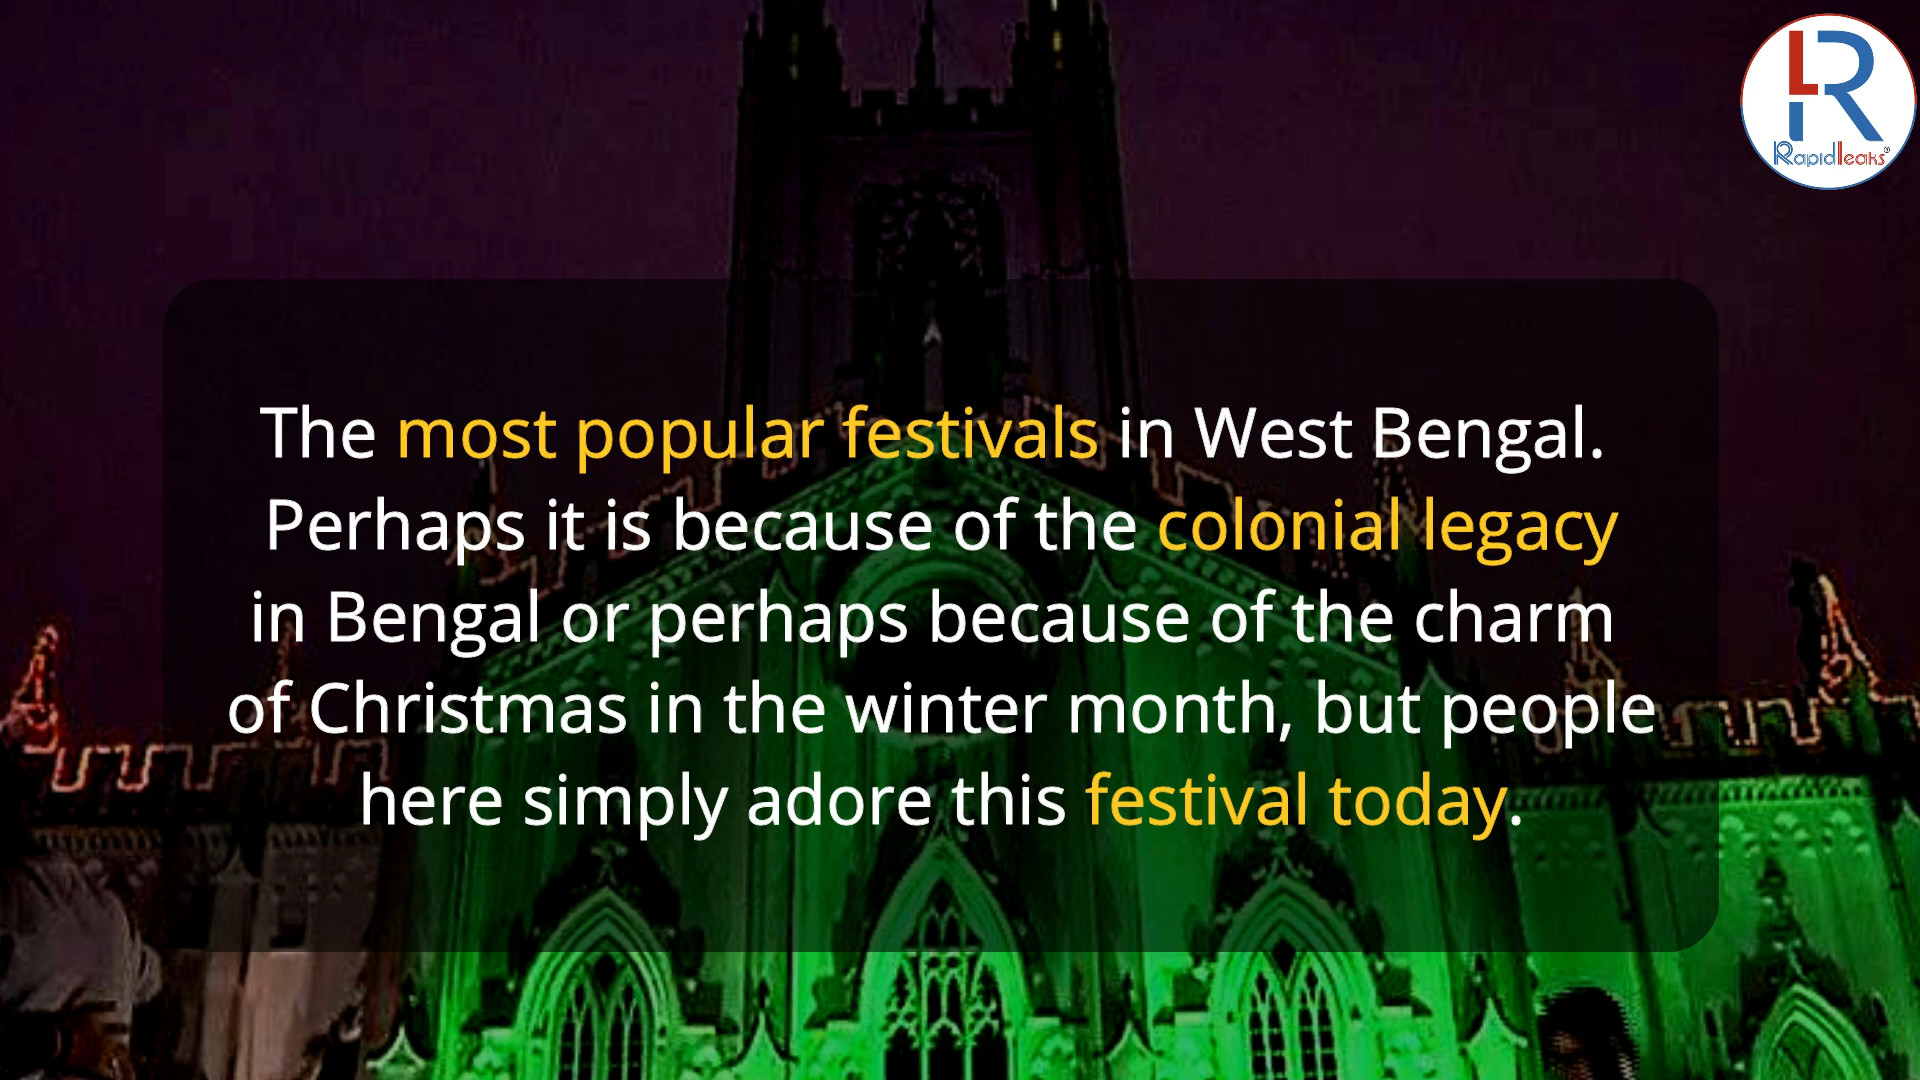 Rapidleaks
The most popular festivals in West Bengal.
Perhaps it is because of the colonial legacy
in Bengal or perhaps because of the charm
of Christmas in the winter month, but people
here simply adore this festival today.